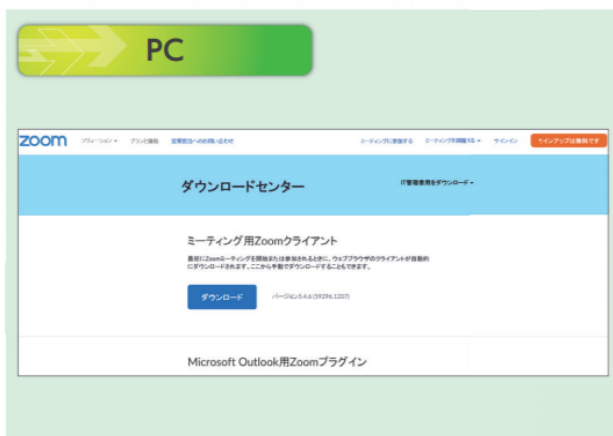 PC
zoom ソリューション プランと価格 営業担当へのお問い合わせ ミーティングに参加する ミーティングを開催する サインイン サインアップは無料です
ダウンロードセンター IT管理者用をダウンロード
ミーティング用Zoomクライアント
最初にZoomミーティングを開始または参加されるときに、ウェブブラウザのクライアントが自動的
にダウンロードされます。ここから手動でダウンロードすることもできます。
ダウンロード バージョン5.4.6 (59296.1207)
Microsoft Outlook用Zoomプラグイン